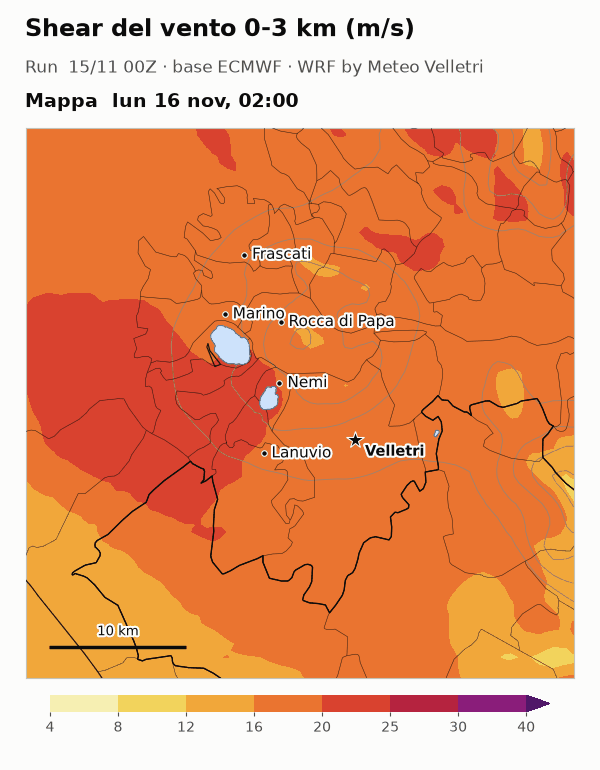 Shear del vento 0-3 km (m/s)
Run  15/11 00Z · base ECMWF · WRF by Meteo Velletri
Mappa  lun 16 nov, 02:00
Frascati
Marino
Rocca di Papa
Nemi
Velletri
Lanuvio
10 km
4 8 12 16 20 25 30 40